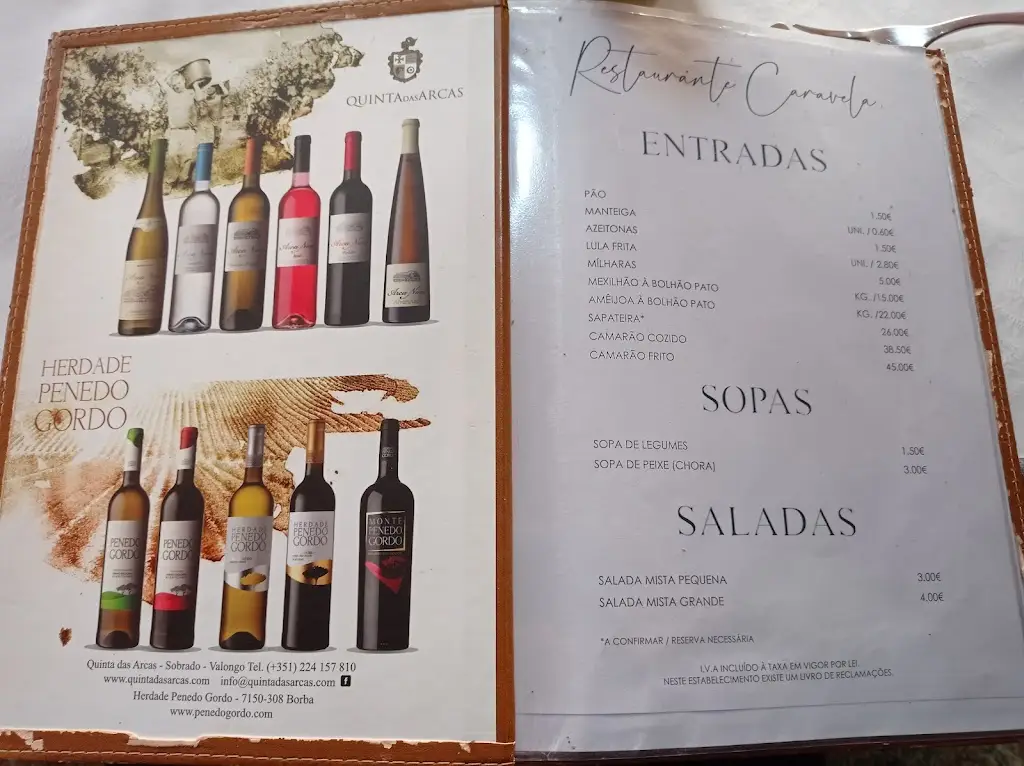 QUINTA DAS ARCAS
HERDADE
PENEDO
GORDO
PENEDO
GORDO
PENEDO
GORDO
HERDADE
PENEDO
GORDO
HERDADE
PENEDO
GORDO
MONTE
PENEDO
GORDO
Quinta das Arcas - Sobrado - Valongo Tel. (+351) 224 157 810
www.quintadasarcas.com info@quintadasarcas.com f
Herdade Penedo Gordo - 7150-308 Borba
www.penedogordo.com
Restaurante Caravela
ENTRADAS
PÃO 1.50€
MANTEIGA UNI. / 0.60€
AZEITONAS 1.50€
LULA FRITA UNI. / 2.80€
MÍLHARAS 5.00€
MEXILHÃO À BOLHÃO PATO KG. /15.00€
AMÊIJOA À BOLHÃO PATO KG. /22.00€
SAPATEIRA* 26.00€
CAMARÃO COZIDO 38.50€
CAMARÃO FRITO 45.00€
SOPAS
SOPA DE LEGUMES 1.50€
SOPA DE PEIXE (CHORA) 3.00€
SALADAS
SALADA MISTA PEQUENA 3.00€
SALADA MISTA GRANDE 4.00€
*A CONFIRMAR / RESERVA NECESSÁRIA
I.V.A INCLUÍDO À TAXA EM VIGOR POR LEI
NESTE ESTABELECIMENTO EXISTE UM LIVRO DE RECLAMAÇÕES.